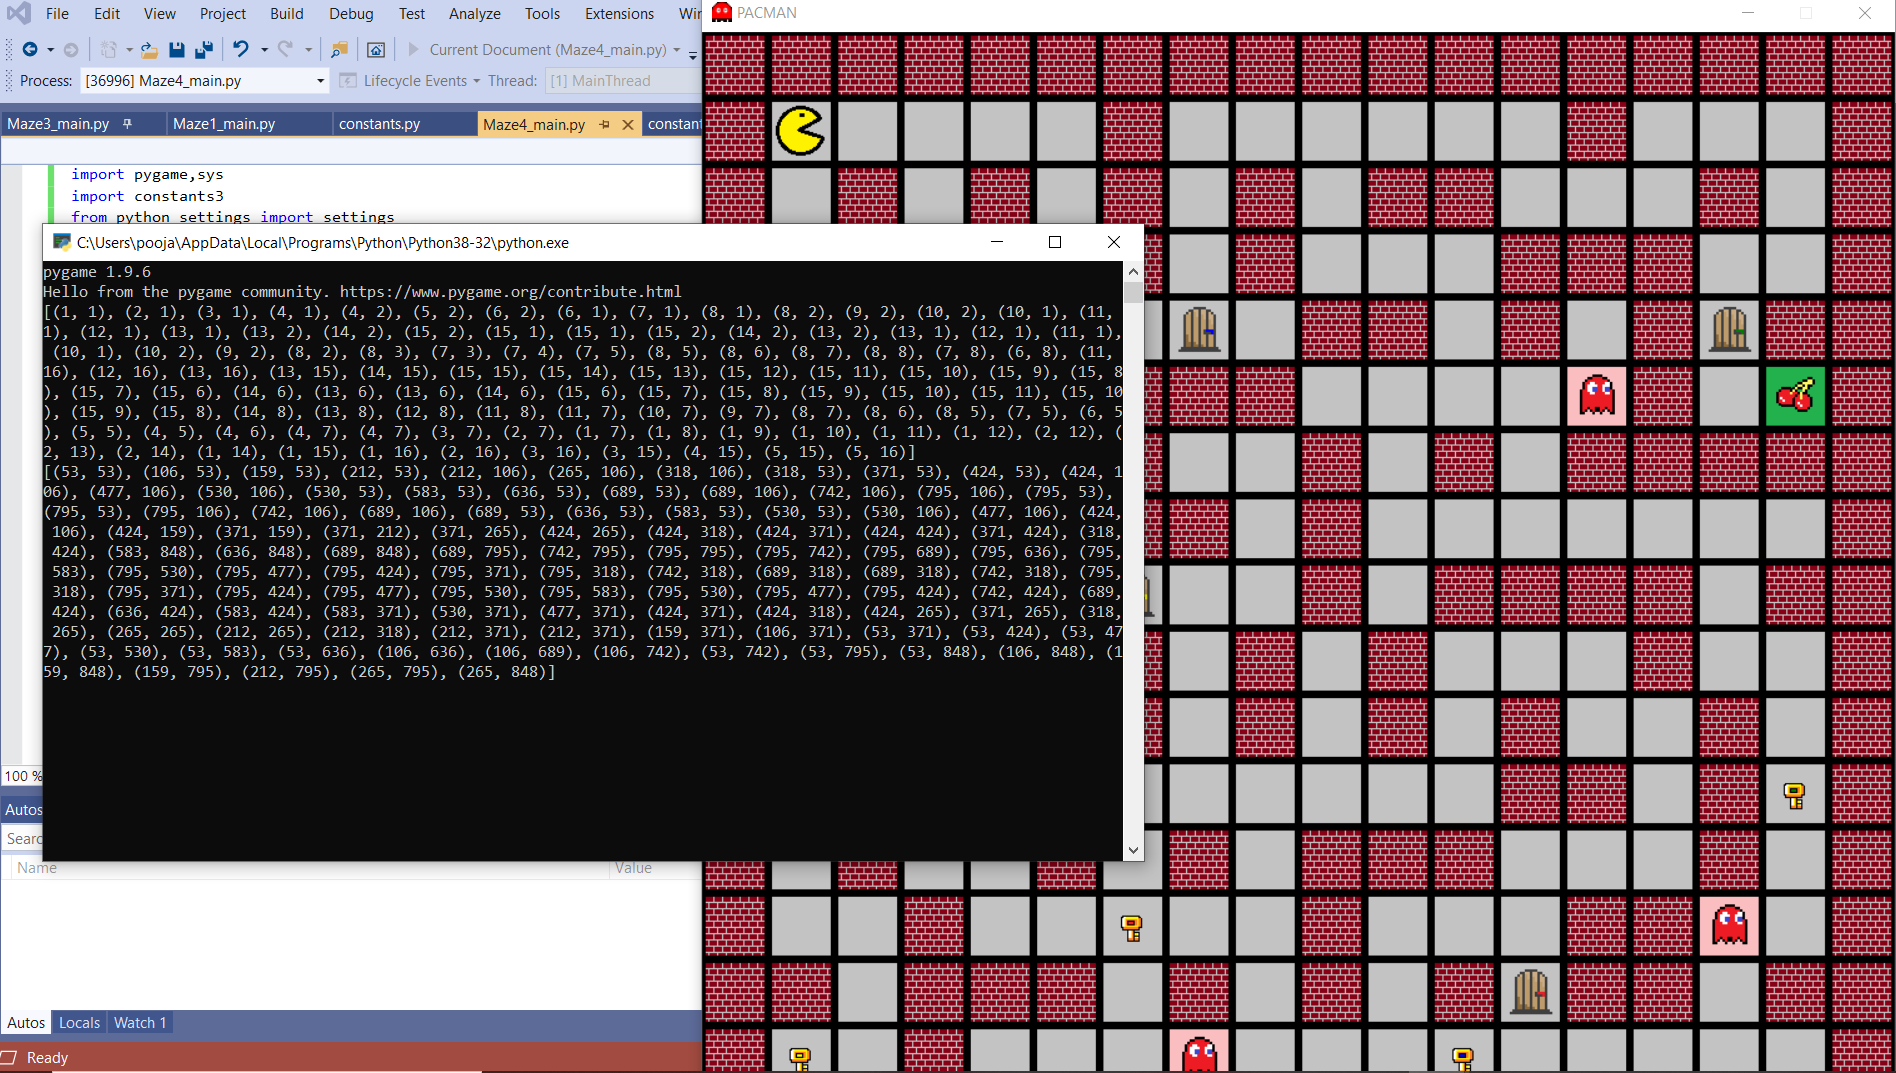 File Edit View Project Build Debug Test Analyze Tools Extensions Win
PACMAN
Current Document (Maze4_main.py)
Process: [36996] Maze4_main.py Lifecycle Events Thread: [1] MainThread
Maze3_main.py Maze1_main.py constants.py Maze4_main.py constant
import pygame,sys
import constants3
from python settings import settings
C:\Users\pooja\AppData\Local\Programs\Python\Python38-32\python.exe
pygame 1.9.6
Hello from the pygame community. https://www.pygame.org/contribute.html
[(1, 1), (2, 1), (3, 1), (4, 1), (4, 2), (5, 2), (6, 2), (6, 1), (7, 1), (8, 1), (8, 2), (9, 2), (10, 2), (10, 1), (11,
1), (12, 1), (13, 1), (13, 2), (14, 2), (15, 2), (15, 1), (15, 1), (15, 2), (14, 2), (13, 2), (13, 1), (12, 1), (11, 1),
(10, 1), (10, 2), (9, 2), (8, 2), (8, 3), (7, 3), (7, 4), (7, 5), (8, 5), (8, 6), (8, 7), (8, 8), (7, 8), (6, 8), (11,
16), (12, 16), (13, 16), (13, 15), (14, 15), (15, 15), (15, 14), (15, 13), (15, 12), (15, 11), (15, 10), (15, 9), (15, 8
), (15, 7), (15, 6), (14, 6), (13, 6), (13, 6), (14, 6), (15, 6), (15, 7), (15, 8), (15, 9), (15, 10), (15, 11), (15, 10
), (15, 9), (15, 8), (14, 8), (13, 8), (12, 8), (11, 8), (11, 7), (10, 7), (9, 7), (8, 7), (8, 6), (8, 5), (7, 5), (6, 5
), (5, 5), (4, 5), (4, 6), (4, 7), (4, 7), (3, 7), (2, 7), (1, 7), (1, 8), (1, 9), (1, 10), (1, 11), (1, 12), (2, 12), (
2, 13), (2, 14), (1, 14), (1, 15), (1, 16), (2, 16), (3, 16), (3, 15), (4, 15), (5, 15), (5, 16)]
[(53, 53), (106, 53), (159, 53), (212, 53), (212, 106), (265, 106), (318, 106), (318, 53), (371, 53), (424, 53), (424, 1
06), (477, 106), (530, 106), (530, 53), (583, 53), (636, 53), (689, 53), (689, 106), (742, 106), (795, 106), (795, 53),
(795, 53), (795, 106), (742, 106), (689, 106), (689, 53), (636, 53), (583, 53), (530, 53), (530, 106), (477, 106), (424,
106), (424, 159), (371, 159), (371, 212), (371, 265), (424, 265), (424, 318), (424, 371), (424, 424), (371, 424), (318,
424), (583, 848), (636, 848), (689, 848), (689, 795), (742, 795), (795, 795), (795, 742), (795, 689), (795, 636), (795,
583), (795, 530), (795, 477), (795, 424), (795, 371), (795, 318), (742, 318), (689, 318), (689, 318), (742, 318), (795,
318), (795, 371), (795, 424), (795, 477), (795, 530), (795, 583), (795, 530), (795, 477), (795, 424), (742, 424), (689,
424), (636, 424), (583, 424), (583, 371), (530, 371), (477, 371), (424, 371), (424, 318), (424, 265), (371, 265), (318,
265), (265, 265), (212, 265), (212, 318), (212, 371), (212, 371), (159, 371), (106, 371), (53, 371), (53, 424), (53, 47
7), (53, 530), (53, 583), (53, 636), (106, 636), (106, 689), (106, 742), (53, 742), (53, 795), (53, 848), (106, 848), (1
59, 848), (159, 795), (212, 795), (265, 795), (265, 848)]
100 %
Autos
Searc
Name Value
Autos Locals Watch 1
Ready